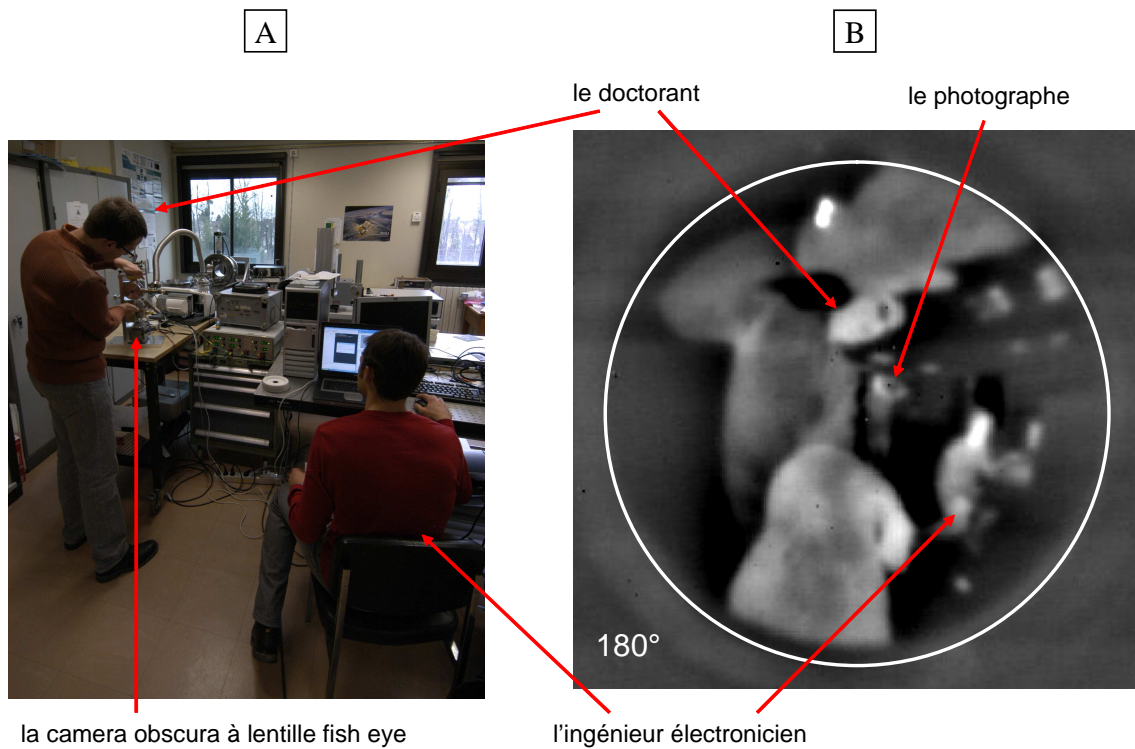 A
B
le doctorant
le photographe
180°
la camera obscura à lentille fish eye
l'ingénieur électronicien